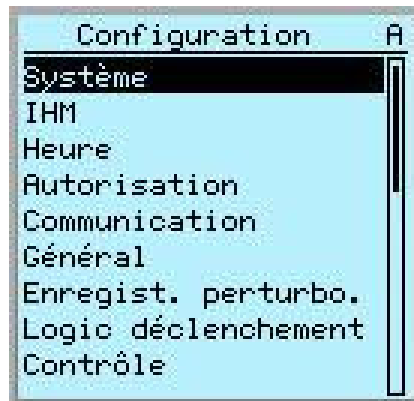 Configuration A
Système
IHM
Heure
Autorisation
Communication
Général
Enregist. perturbo.
Logic déclenchement
Contrôle